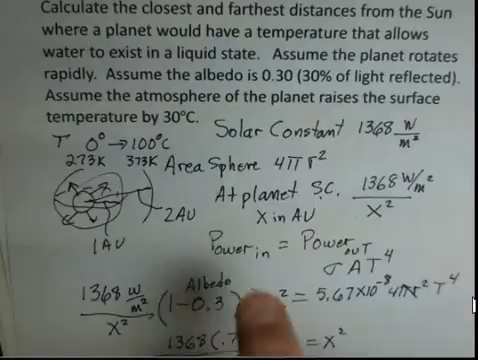 Calculate the closest and farthest distances from the Sun
where a planet would have a temperature that allows
water to exist in a liquid state. Assume the planet rotates
rapidly. Assume the albedo is 0.30 (30% of light reflected).
Assume the atmosphere of the planet raises the surface
temperature by 30°C.
Solar Constant 1368 W/m²
T 0° → 100°C
273K 373K Area Sphere 4πr²
At planet S.C. 1368 W/m² / X²
X in AU
2AU
1AU
Power in = Power out
σAT⁴
Albedo
1368 W/m² / X² (1-0.3) ² = 5.67×10⁻⁸ 4πr² T⁴
1368(.7 = X²